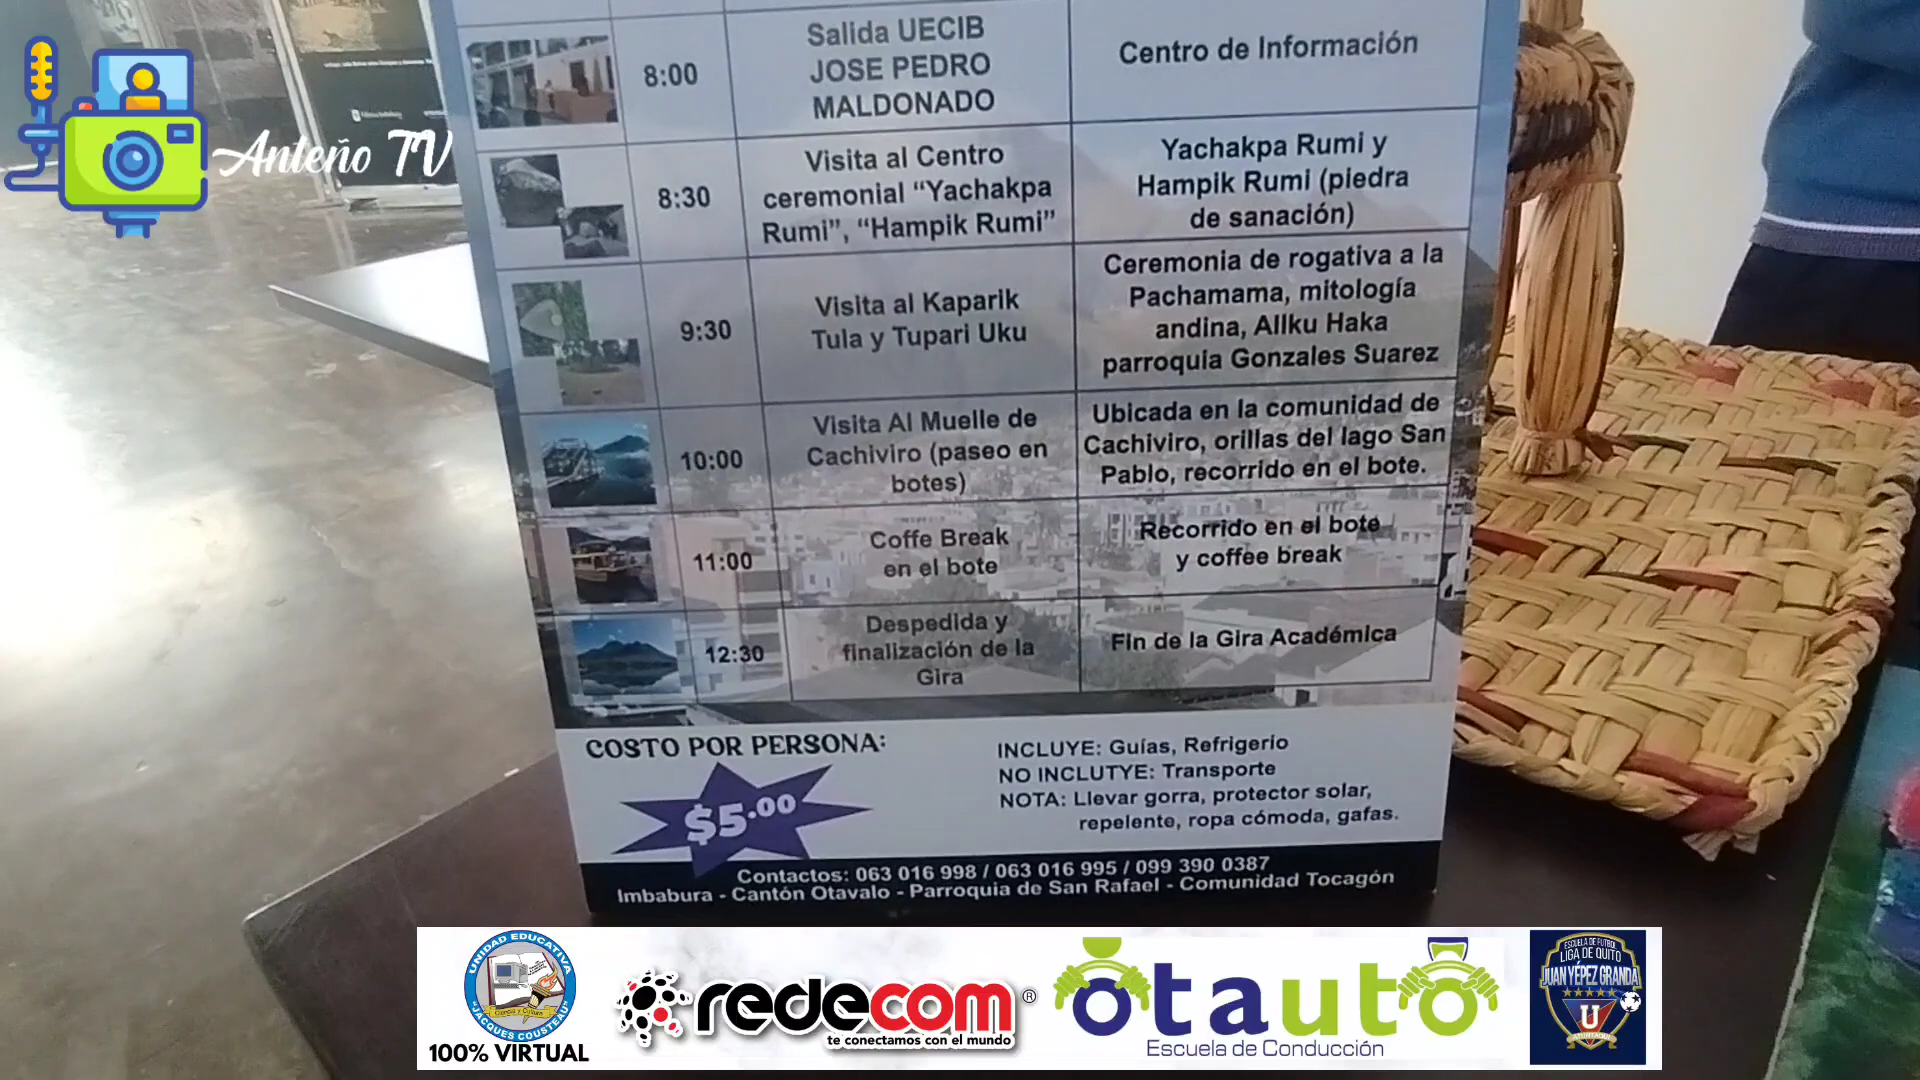 Anteño TV
8:00
Salida UECIB
JOSE PEDRO
MALDONADO
Centro de Información
8:30
Visita al Centro
ceremonial “Yachakpa
Rumi”, “Hampik Rumi”
Yachakpa Rumi y
Hampik Rumi (piedra
de sanación)
9:30
Visita al Kaparik
Tula y Tupari Uku
Ceremonia de rogativa a la
Pachamama, mitología
andina, Allku Haka
parroquia Gonzales Suarez
10:00
Visita Al Muelle de
Cachiviro (paseo en
botes)
Ubicada en la comunidad de
Cachiviro, orillas del lago San
Pablo, recorrido en el bote.
11:00
Coffe Break
en el bote
Recorrido en el bote
y coffee break
12:30
Despedida y
finalización de la
Gira
Fin de la Gira Académica
COSTO POR PERSONA:
$5.00
INCLUYE: Guías, Refrigerio
NO INCLUTYE: Transporte
NOTA: Llevar gorra, protector solar,
repelente, ropa cómoda, gafas.
Contactos: 063 016 998 / 063 016 995 / 099 390 0387
Imbabura - Cantón Otavalo - Parroquia de San Rafael - Comunidad Tocagón
UNIDAD EDUCATIVA
Ciencia y Cultura
"JACQUES COUSTEAU"
100% VIRTUAL
redecom®
te conectamos con el mundo
otauto
Escuela de Conducción
ESCUELA DE FUTBOL
LIGA DE QUITO
JUAN YÉPEZ GRANDA
U
ATUNTAQUI